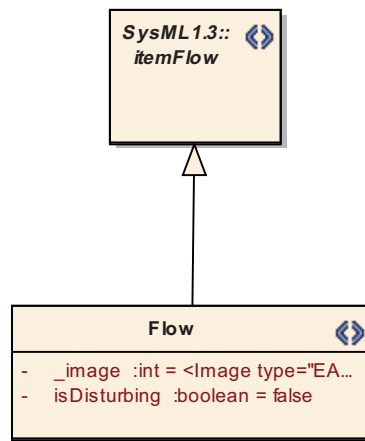 SysML1.3::
itemFlow
Flow
- _image :int = <Image type="EA...
- isDisturbing :boolean = false